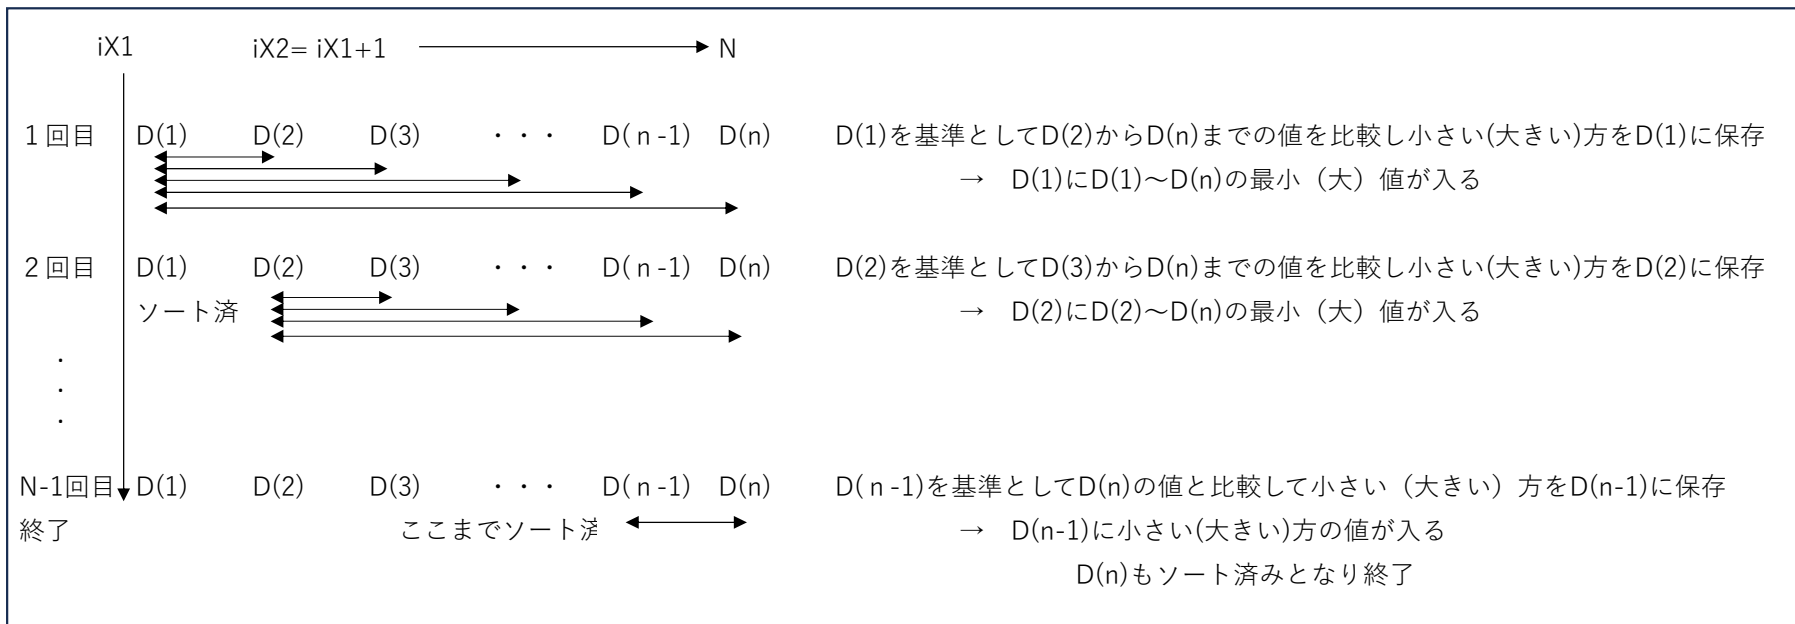 iX1 iX2= iX1+1 N
１回目 D(1) D(2) D(3) ・・・ D(ｎ-1) D(n) D(1)を基準としてD(2)からD(n)までの値を比較し小さい(大きい)方をD(1)に保存
→ D(1)にD(1)～D(n)の最小（大）値が入る
２回目 D(1) D(2) D(3) ・・・ D(ｎ-1) D(n) D(2)を基準としてD(3)からD(n)までの値を比較し小さい(大きい)方をD(2)に保存
ソート済 → D(2)にD(2)～D(n)の最小（大）値が入る
・
・
・
N-1回目 D(1) D(2) D(3) ・・・ D(ｎ-1) D(n) D(ｎ-1)を基準としてD(n)の値と比較して小さい（大きい）方をD(n-1)に保存
終了 ここまでソート済 → D(n-1)に小さい(大きい)方の値が入る
D(n)もソート済みとなり終了